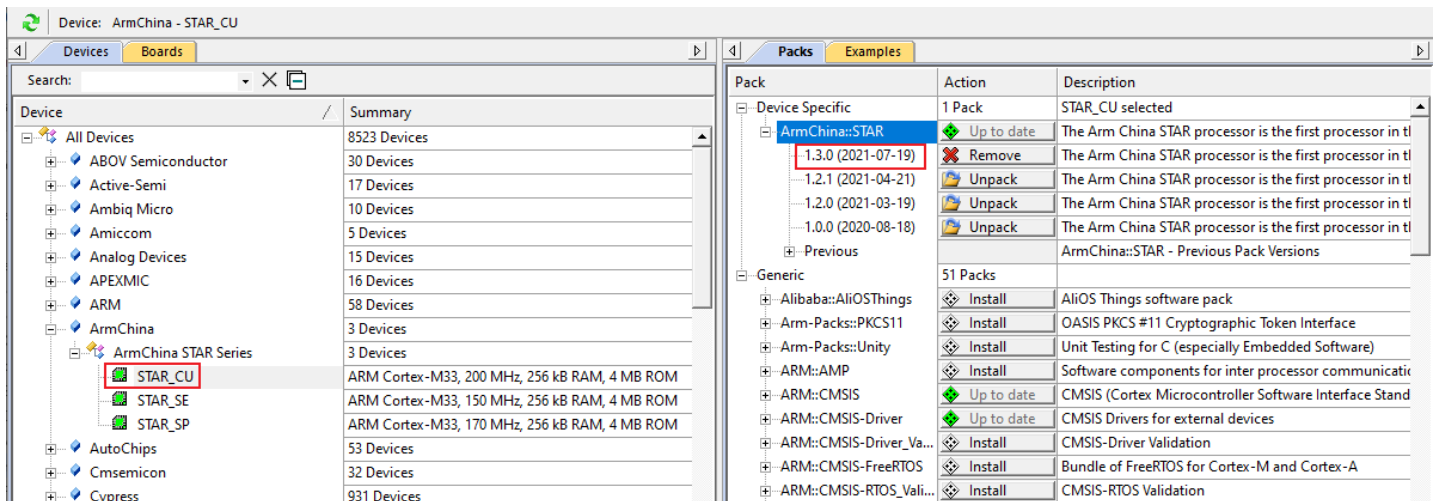 Device: ArmChina - STAR_CU
Devices Boards
Search:
Device Summary
All Devices 8523 Devices
ABOV Semiconductor 30 Devices
Active-Semi 17 Devices
Ambiq Micro 10 Devices
Amiccom 5 Devices
Analog Devices 15 Devices
APEXMIC 16 Devices
ARM 58 Devices
ArmChina 3 Devices
ArmChina STAR Series 3 Devices
STAR_CU ARM Cortex-M33, 200 MHz, 256 kB RAM, 4 MB ROM
STAR_SE ARM Cortex-M33, 150 MHz, 256 kB RAM, 4 MB ROM
STAR_SP ARM Cortex-M33, 170 MHz, 256 kB RAM, 4 MB ROM
AutoChips 53 Devices
Cmsemicon 32 Devices
Cypress 931 Devices
Packs Examples
Pack Action Description
Device Specific 1 Pack STAR_CU selected
ArmChina::STAR Up to date The Arm China STAR processor is the first processor in
1.3.0 (2021-07-19) Remove The Arm China STAR processor is the first processor in
1.2.1 (2021-04-21) Unpack The Arm China STAR processor is the first processor in
1.2.0 (2021-03-19) Unpack The Arm China STAR processor is the first processor in
1.0.0 (2020-08-18) Unpack The Arm China STAR processor is the first processor in
Previous ArmChina::STAR - Previous Pack Versions
Generic 51 Packs
Alibaba::AliOSThings Install AliOS Things software pack
Arm-Packs::PKCS11 Install OASIS PKCS #11 Cryptographic Token Interface
Arm-Packs::Unity Install Unit Testing for C (especially Embedded Software)
ARM::AMP Install Software components for inter processor communicatic
ARM::CMSIS Up to date CMSIS (Cortex Microcontroller Software Interface Stand
ARM::CMSIS-Driver Up to date CMSIS Drivers for external devices
ARM::CMSIS-Driver_Va... Install CMSIS-Driver Validation
ARM::CMSIS-FreeRTOS Install Bundle of FreeRTOS for Cortex-M and Cortex-A
ARM::CMSIS-RTOS_Vali... Install CMSIS-RTOS Validation